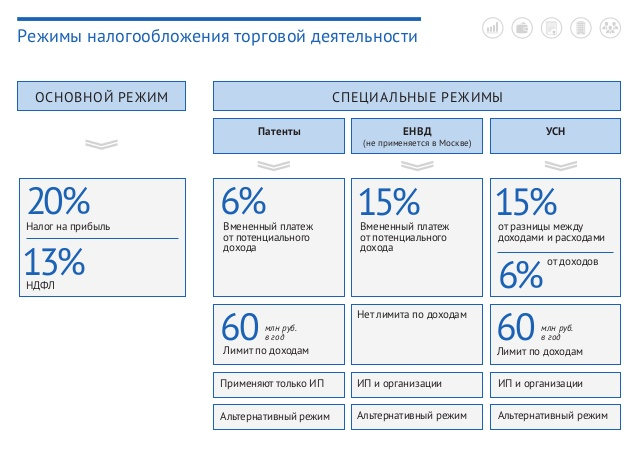 Режимы налогообложения торговой деятельности
ОСНОВНОЙ РЕЖИМ
СПЕЦИАЛЬНЫЕ РЕЖИМЫ
Патенты
ЕНВД
(не применяется в Москве)
УСН
20%
Налог на прибыль
13%
НДФЛ
6%
Вмененный платеж
от потенциального
дохода
15%
Вмененный платеж
от потенциального
дохода
15%
от разницы между
доходами и расходами
6% от доходов
60 млн руб.
в год
Лимит по доходам
Нет лимита по доходам
60 млн руб.
в год
Лимит по доходам
Применяют только ИП
ИП и организации
ИП и организации
Альтернативный режим
Альтернативный режим
Альтернативный режим